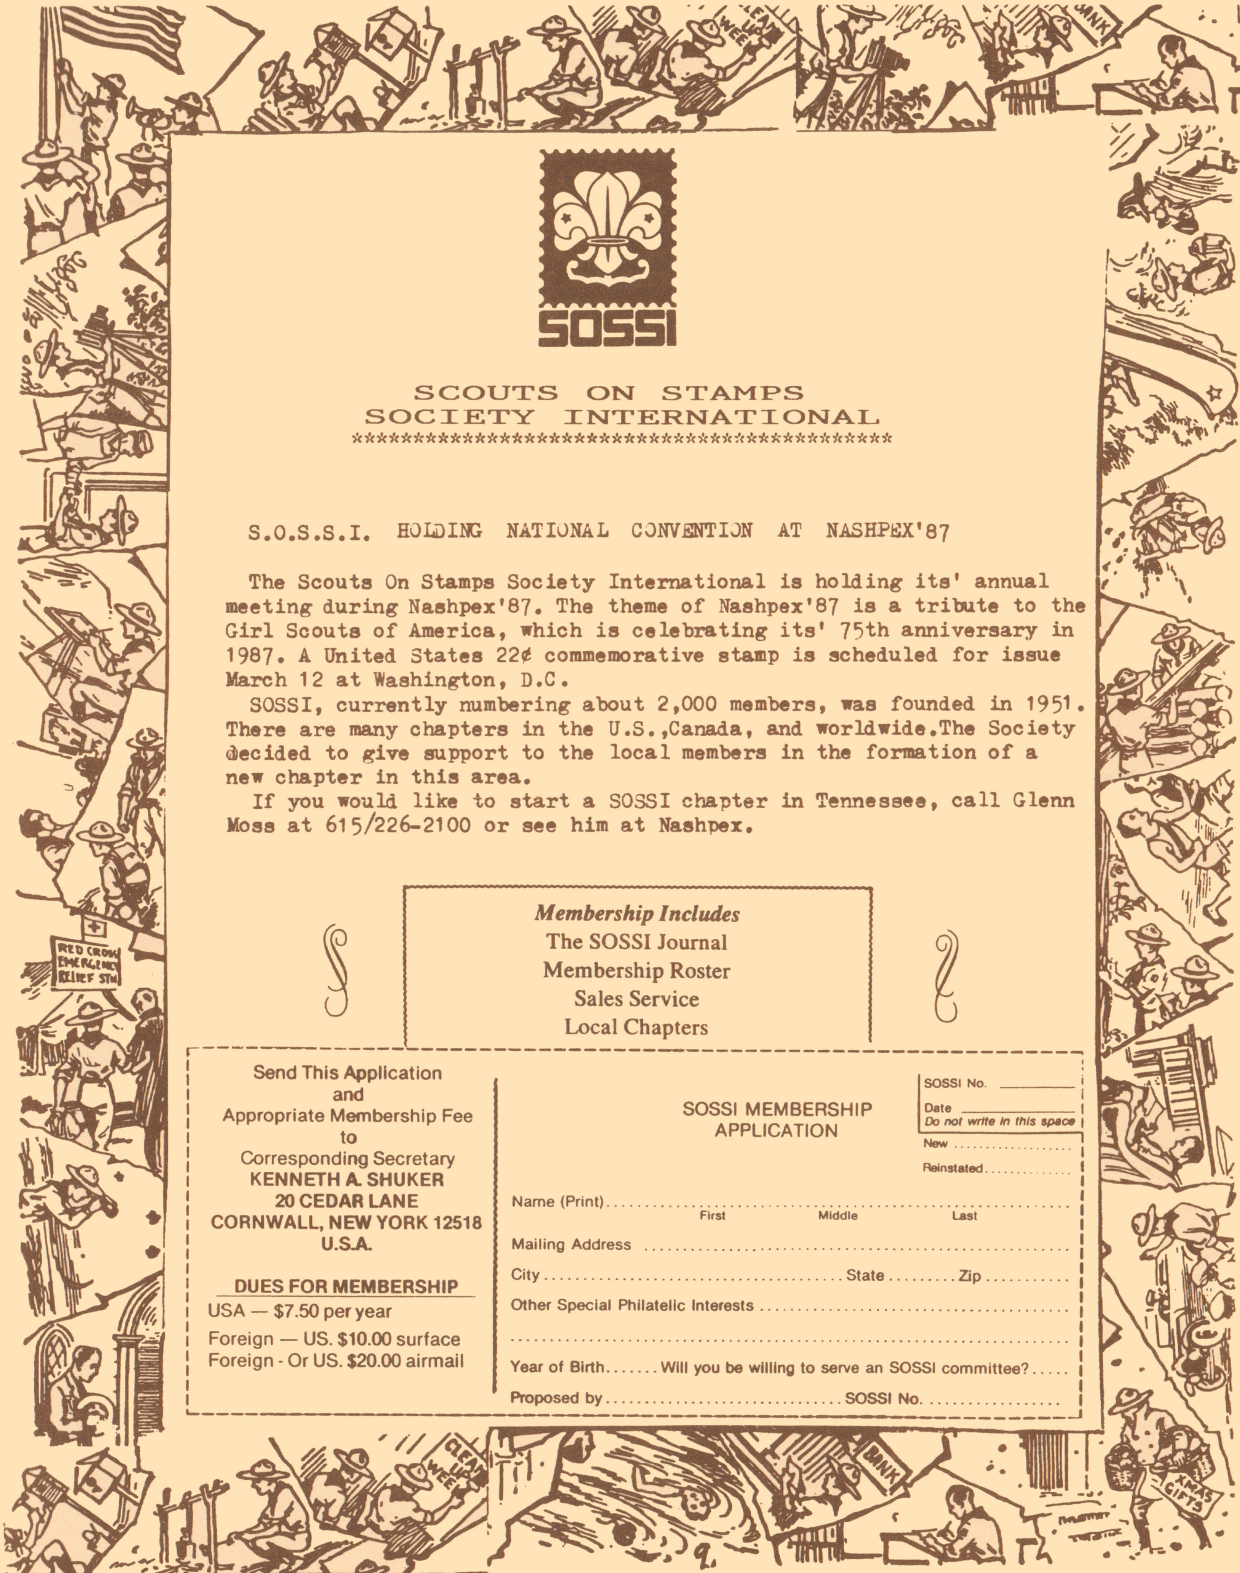 CLEAN
UP
WEEK
BANK
SOSSI
SCOUTS ON STAMPS
SOCIETY INTERNATIONAL
********************************************
S.O.S.S.I. HOLDING NATIONAL CONVENTION AT NASHPEX'87
The Scouts On Stamps Society International is holding its' annual
meeting during Nashpex'87. The theme of Nashpex'87 is a tribute to the
Girl Scouts of America, which is celebrating its' 75th anniversary in
1987. A United States 22¢ commemorative stamp is scheduled for issue
March 12 at Washington, D.C.
SOSSI, currently numbering about 2,000 members, was founded in 1951.
There are many chapters in the U.S.,Canada, and worldwide.The Society
decided to give support to the local members in the formation of a
new chapter in this area.
If you would like to start a SOSSI chapter in Tennessee, call Glenn
Moss at 615/226-2100 or see him at Nashpex.
RED CROSS
EMERGENCY
RELIEF STN
Membership Includes
The SOSSI Journal
Membership Roster
Sales Service
Local Chapters
Send This Application
and
Appropriate Membership Fee
to
Corresponding Secretary
KENNETH A. SHUKER
20 CEDAR LANE
CORNWALL, NEW YORK 12518
U.S.A.
DUES FOR MEMBERSHIP
USA — $7.50 per year
Foreign — US. $10.00 surface
Foreign - Or US. $20.00 airmail
SOSSI MEMBERSHIP
APPLICATION
SOSSI No. ________
Date ________
Do not write in this space
New ....................
Reinstated..............
Name (Print)............................................................
First Middle Last
Mailing Address ............................................................
City........................................State.........Zip...........
Other Special Philatelic Interests ..........................................
............................................................................
Year of Birth.......Will you be willing to serve an SOSSI committee?.....
Proposed by................................SOSSI No. ..................
CLEAN
UP
WEEK
BANK
XMAS
GIFTS